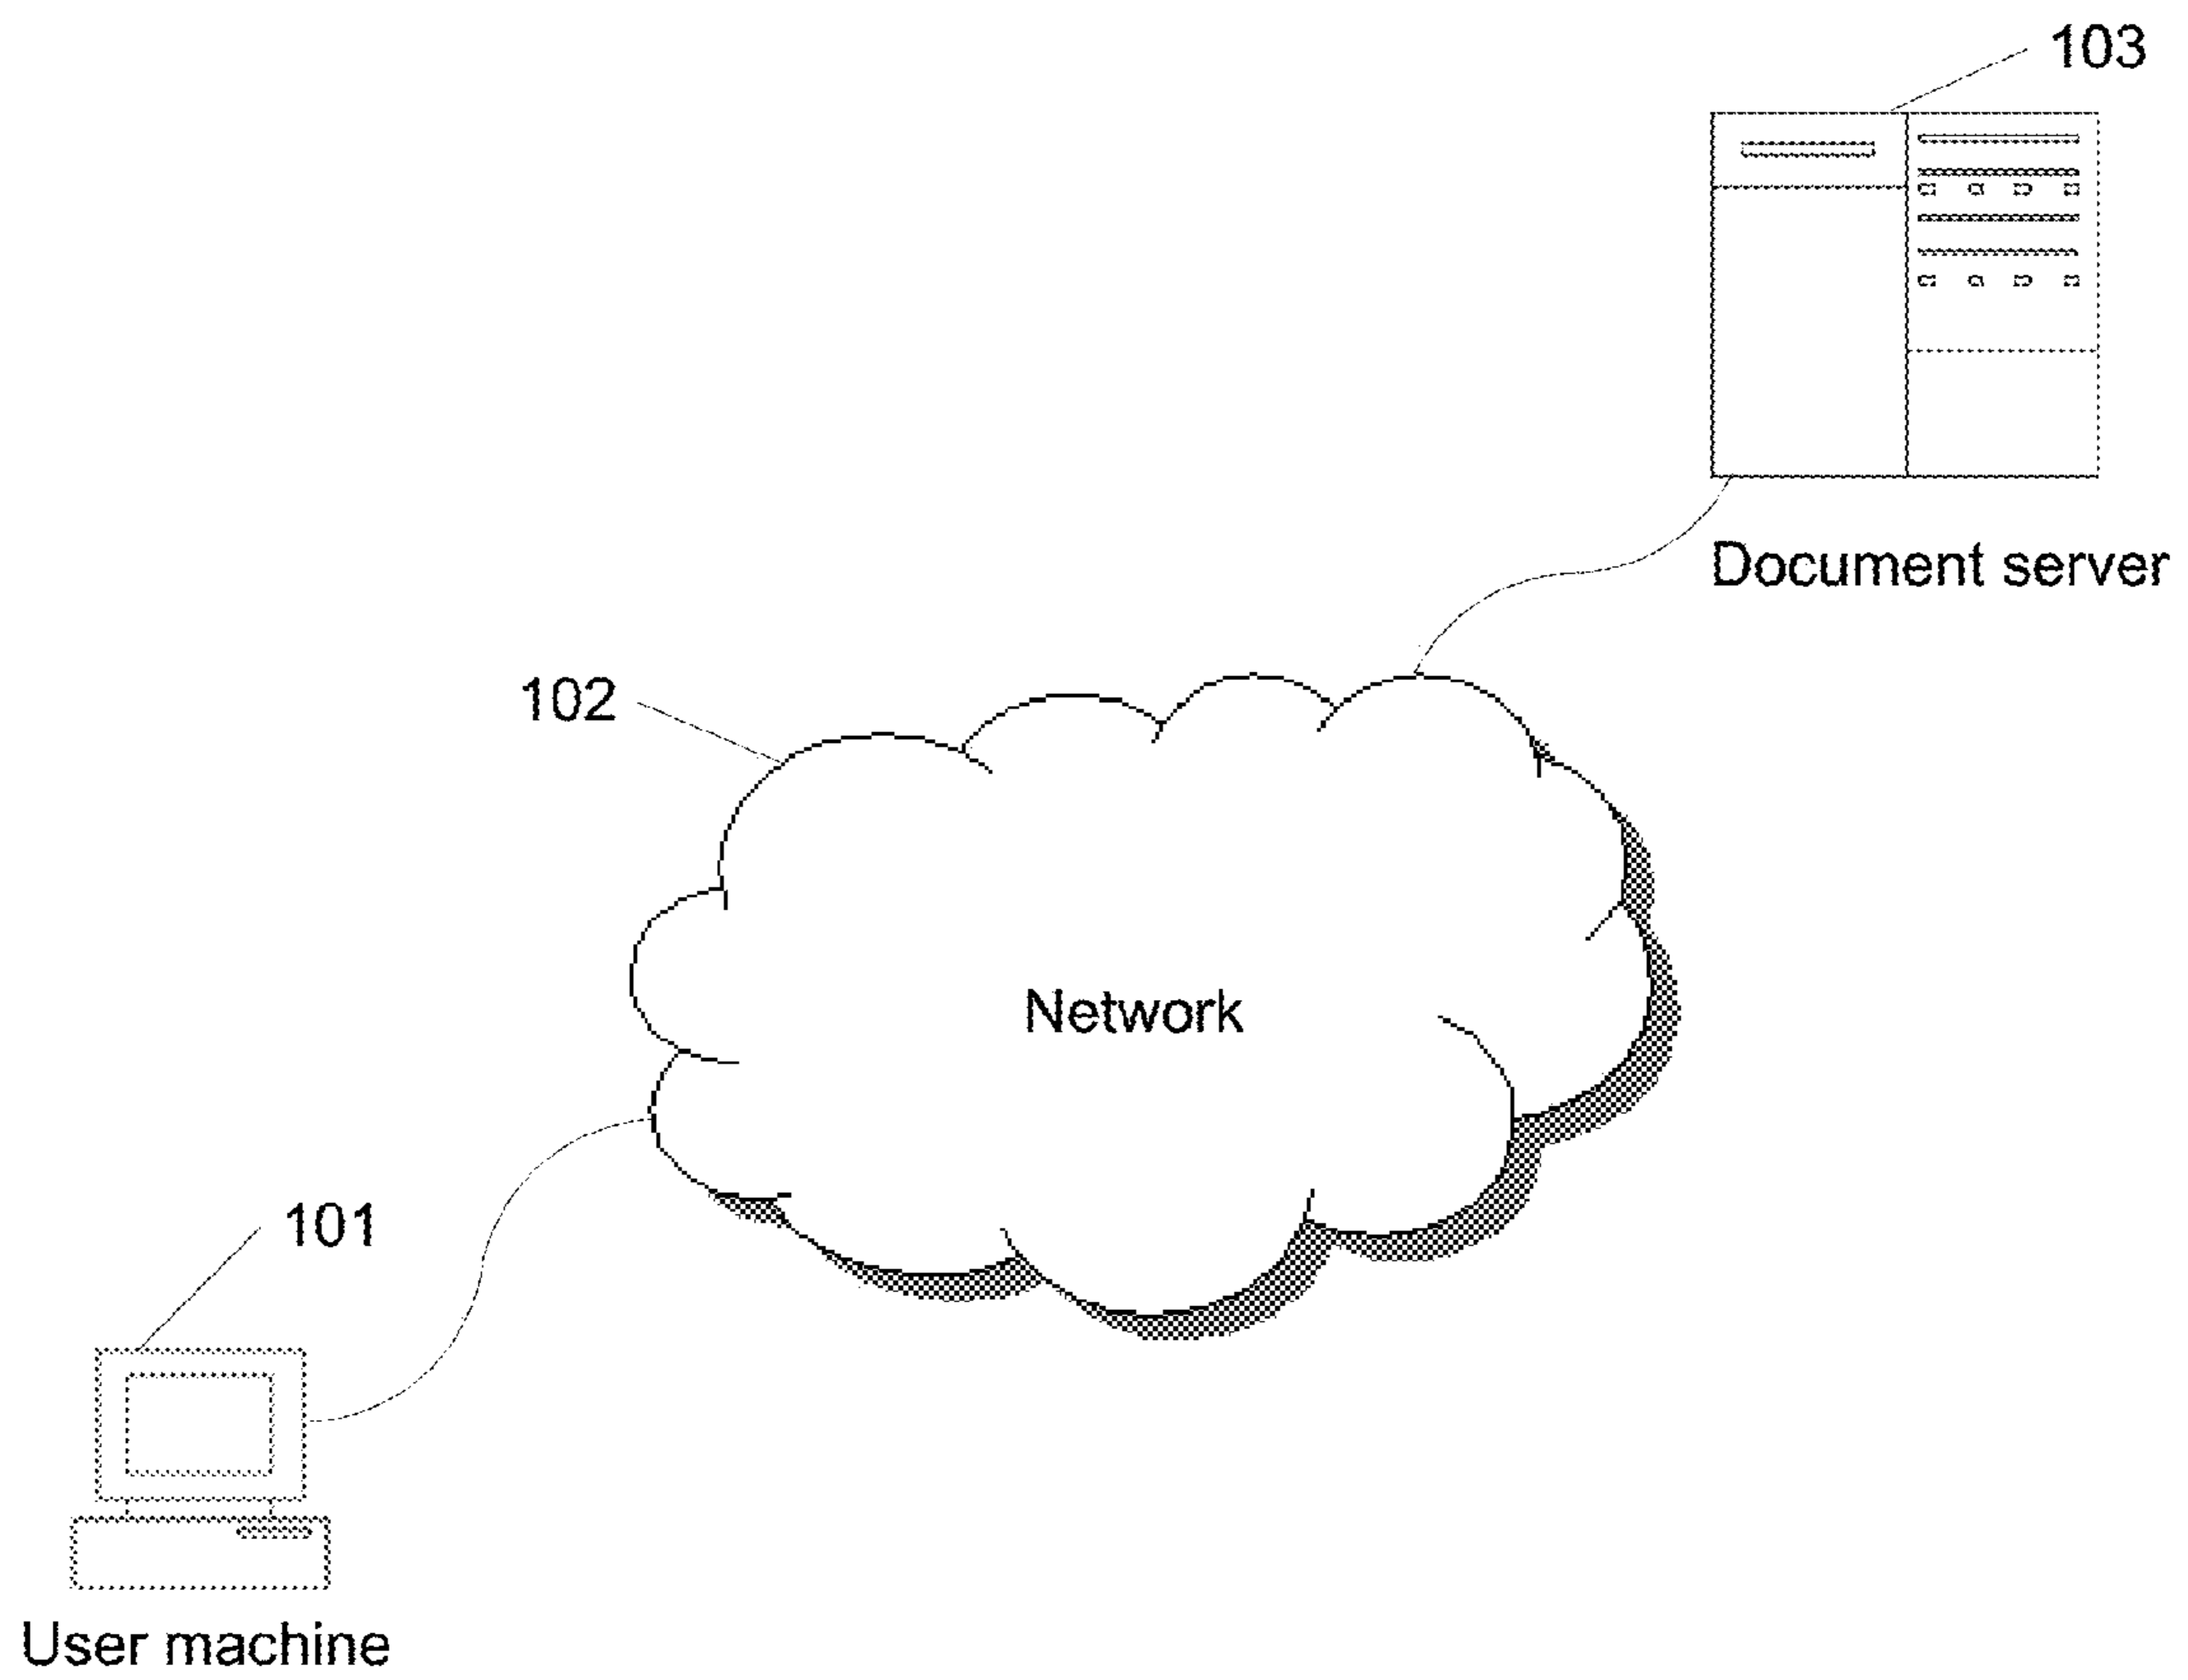 103
Document server
102
Network
101
User machine